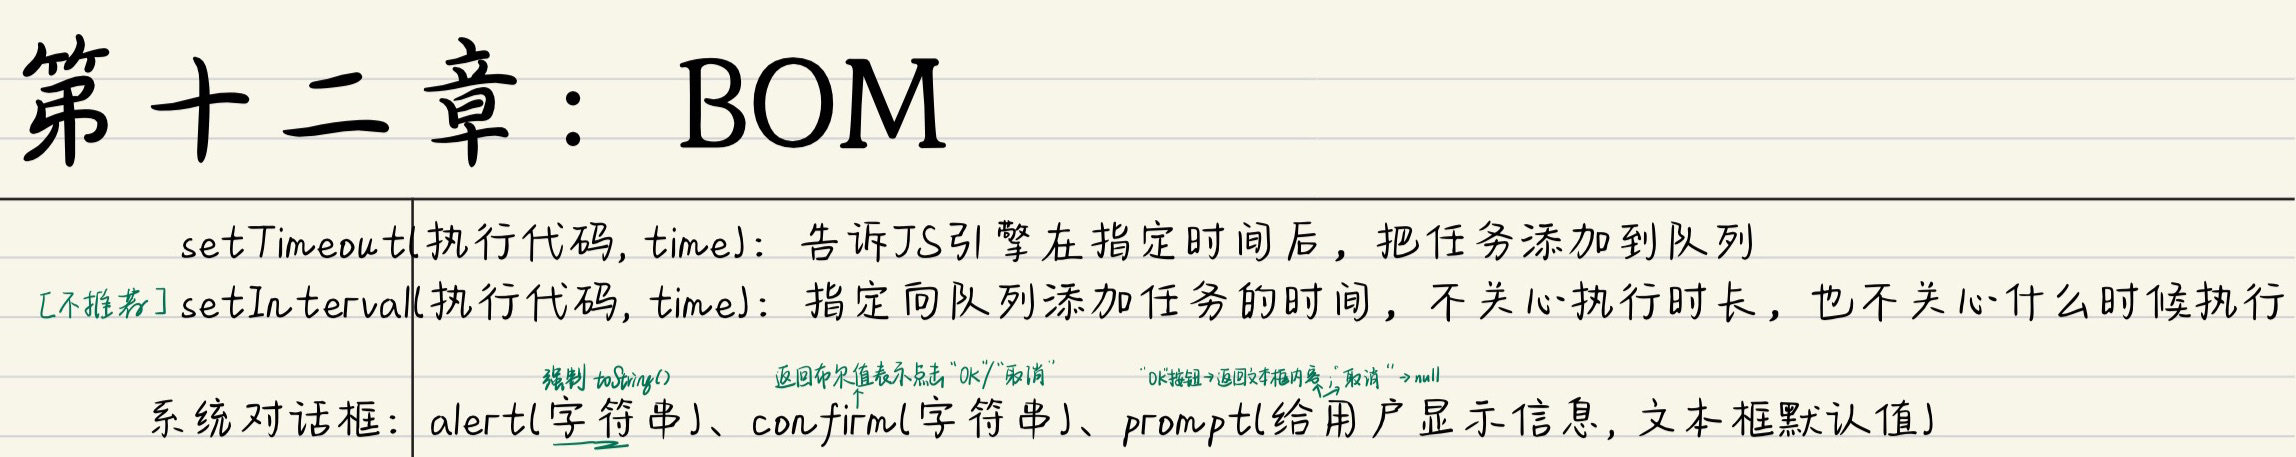 第十二章：BOM
setTimeout(执行代码, time)：告诉JS引擎在指定时间后，把任务添加到队列
[不推荐] setInterval(执行代码, time)：指定向队列添加任务的时间，不关心执行时长，也不关心什么时候执行
强制 toString() 返回布尔值表示点击“OK”/“取消” “OK”按钮→返回文本框内容；“取消”→null
系统对话框：alert(字符串)、confirm(字符串)、prompt(给用户显示信息, 文本框默认值)